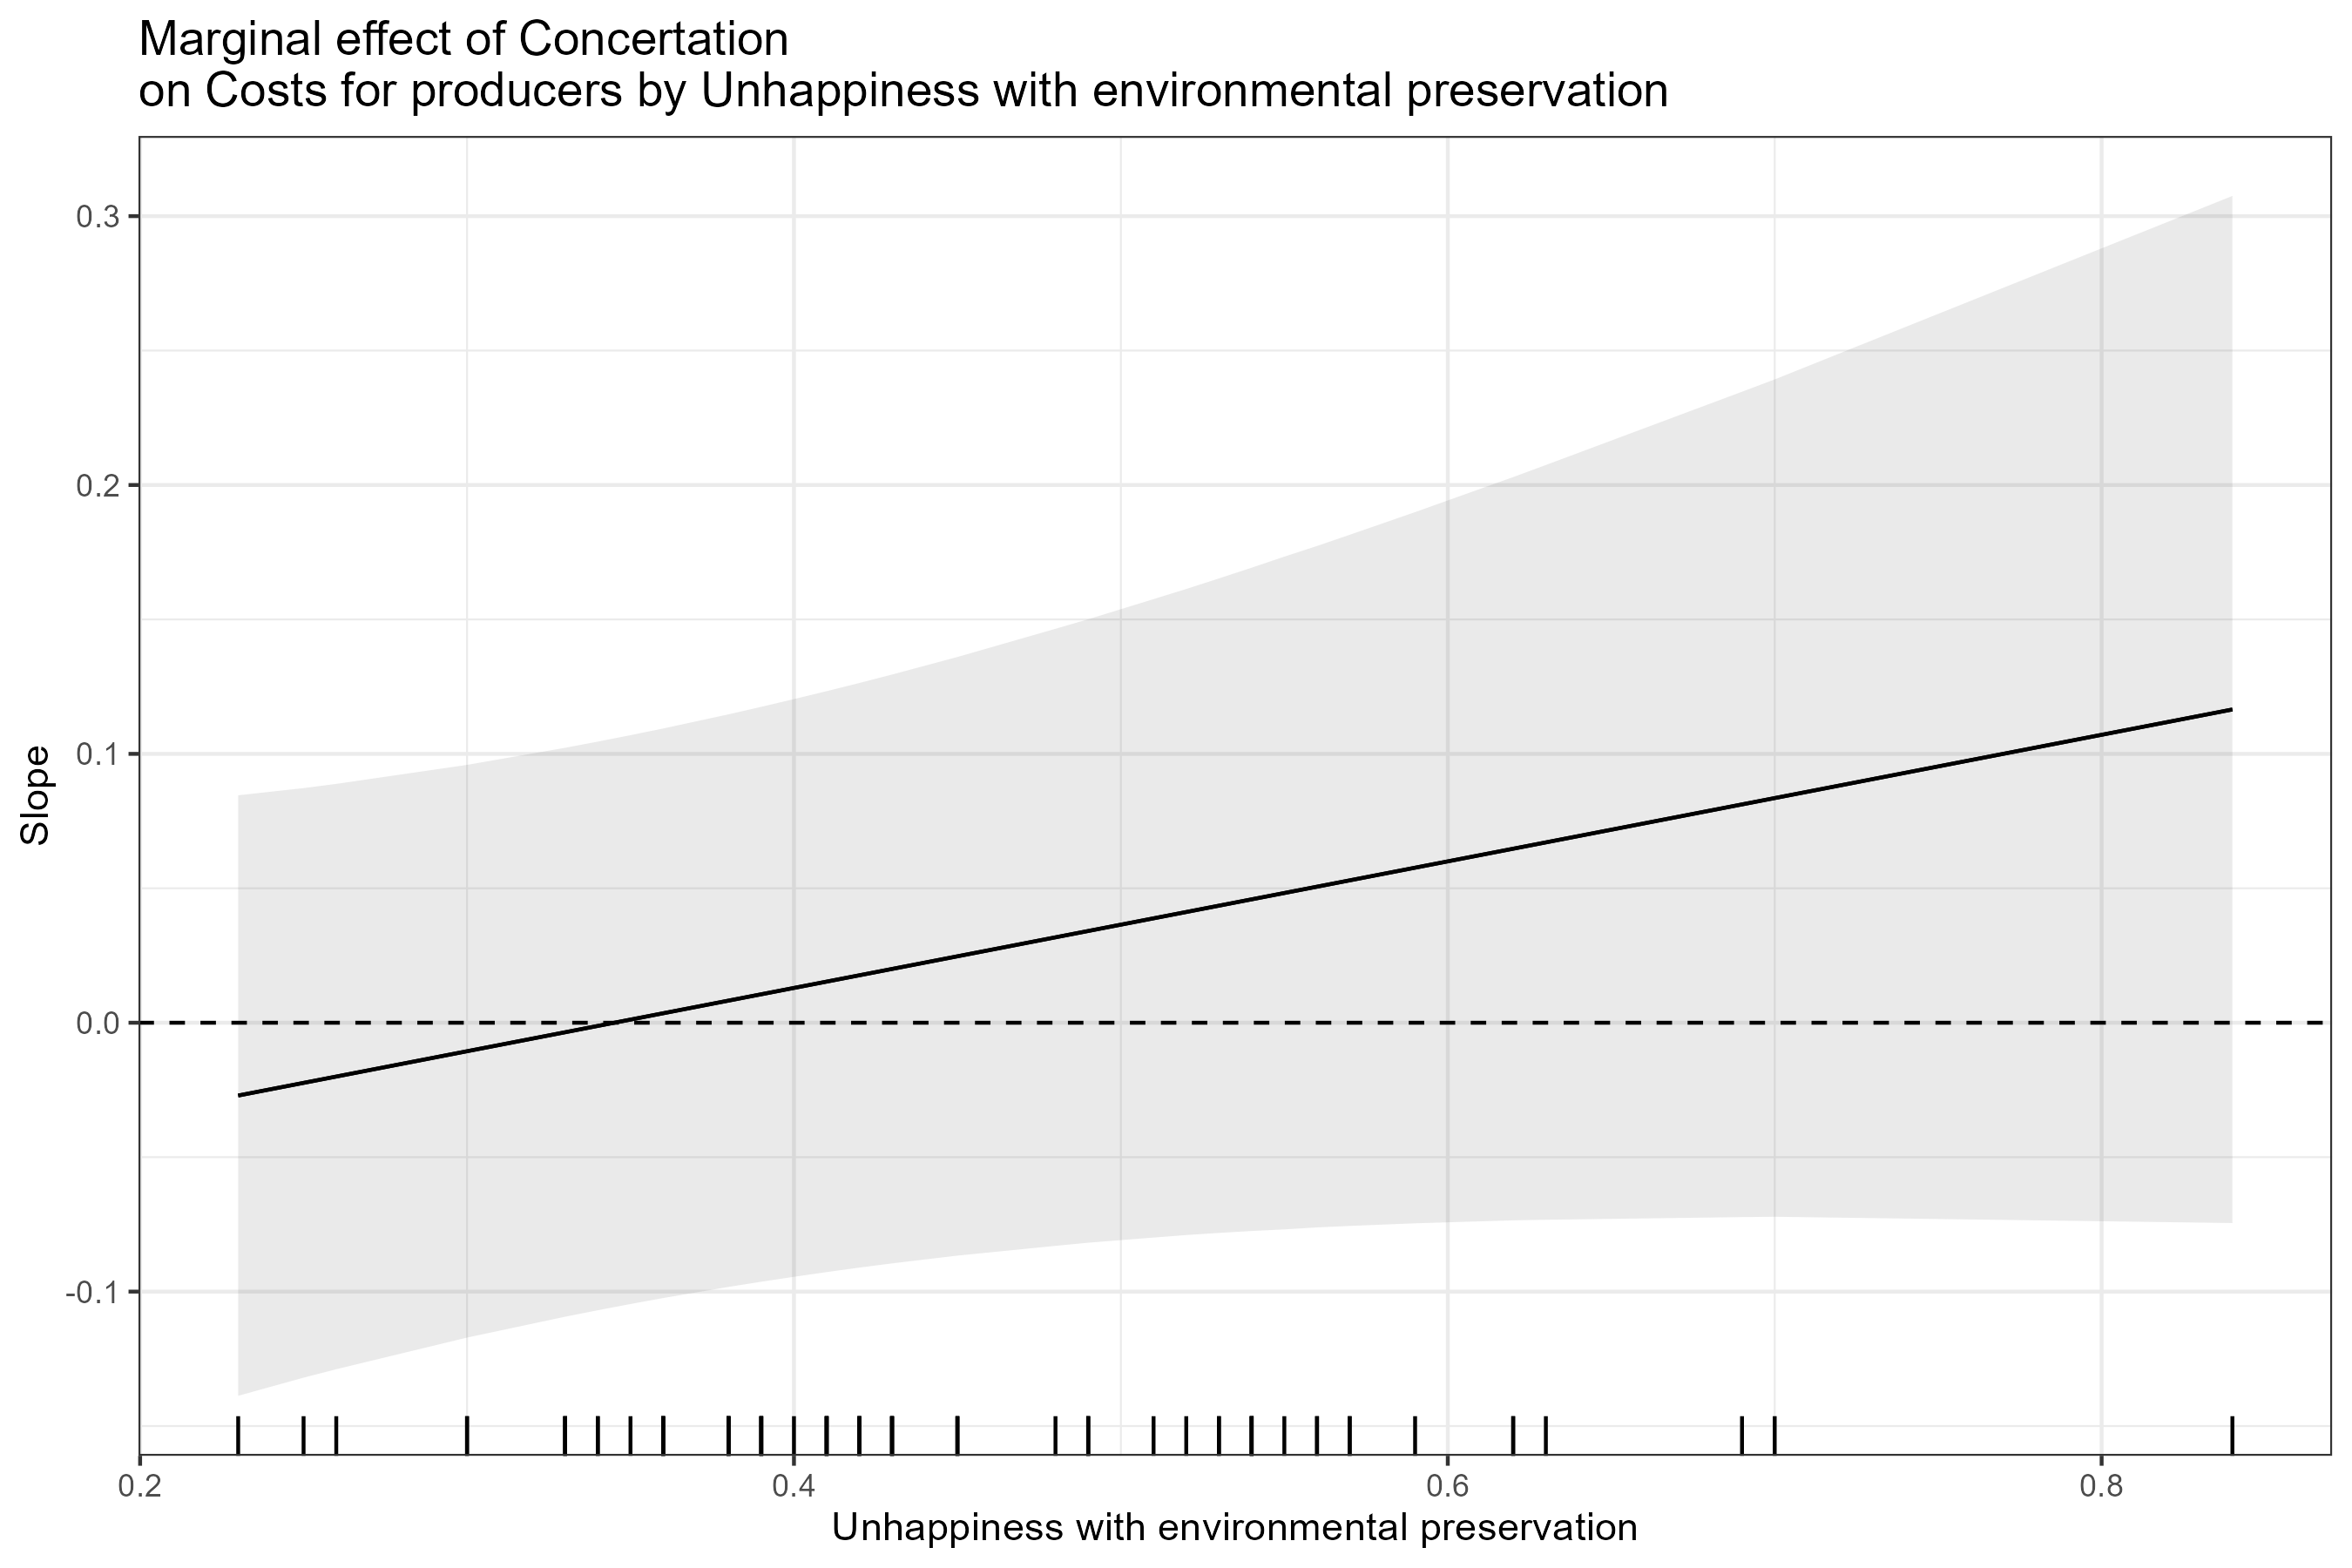 Marginal effect of Concertation
on Costs for producers by Unhappiness with environmental preservation
0.3
0.2
0.1
0.0
-0.1
Slope
0.2 0.4 0.6 0.8
Unhappiness with environmental preservation